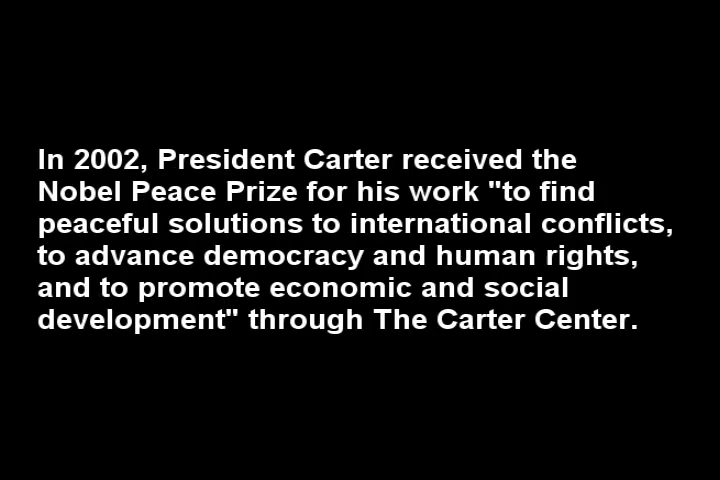 In 2002, President Carter received the
Nobel Peace Prize for his work "to find
peaceful solutions to international conflicts,
to advance democracy and human rights,
and to promote economic and social
development" through The Carter Center.